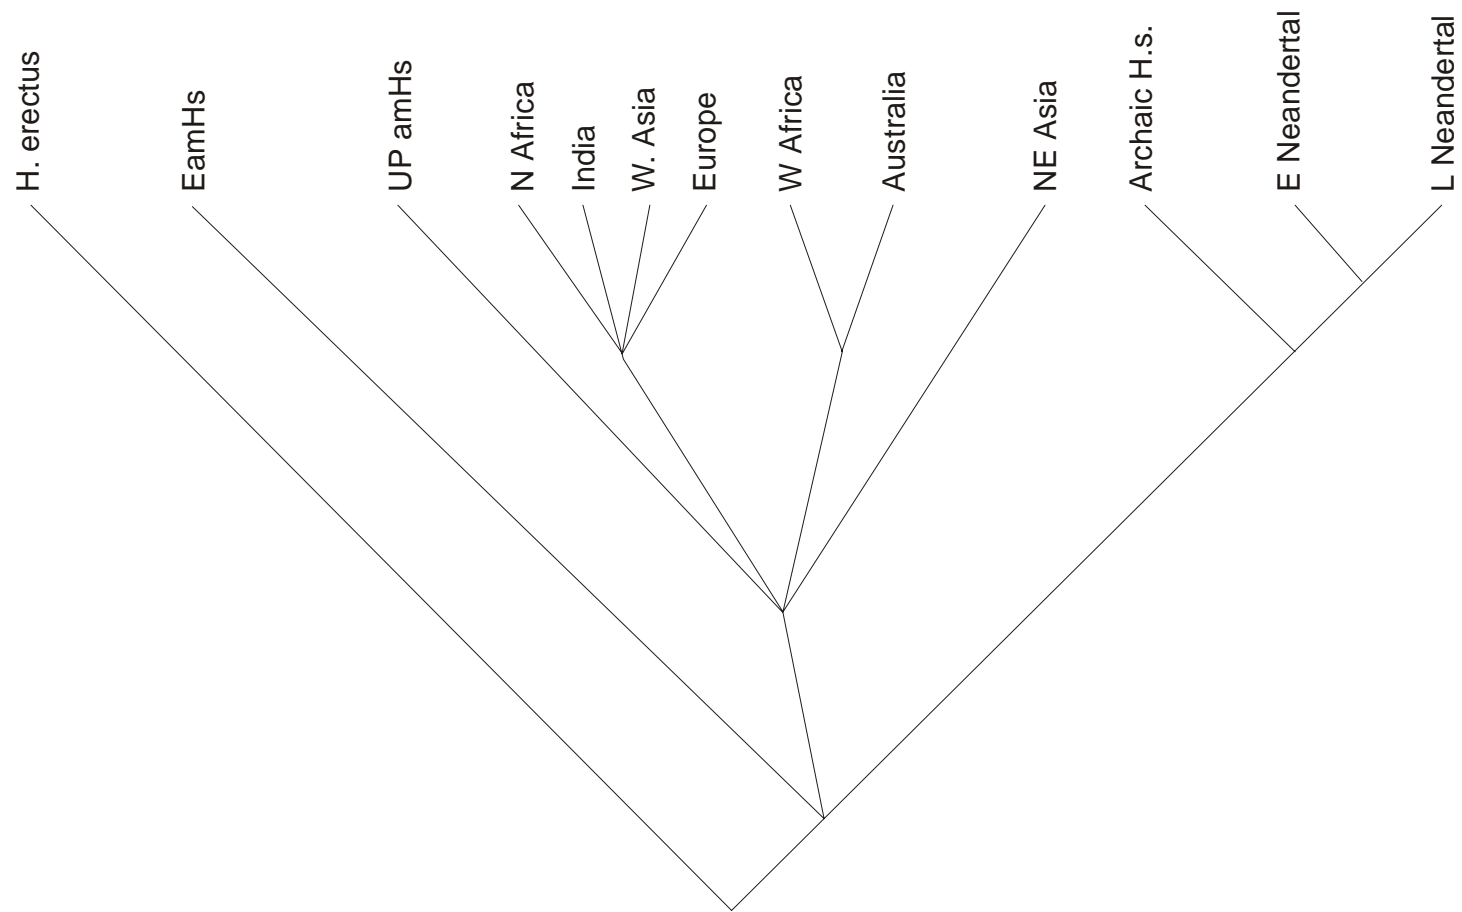 H. erectus
EamHs
UP amHs
N Africa
India
W. Asia
Europe
W Africa
Australia
NE Asia
Archaic H.s.
E Neandertal
L Neandertal